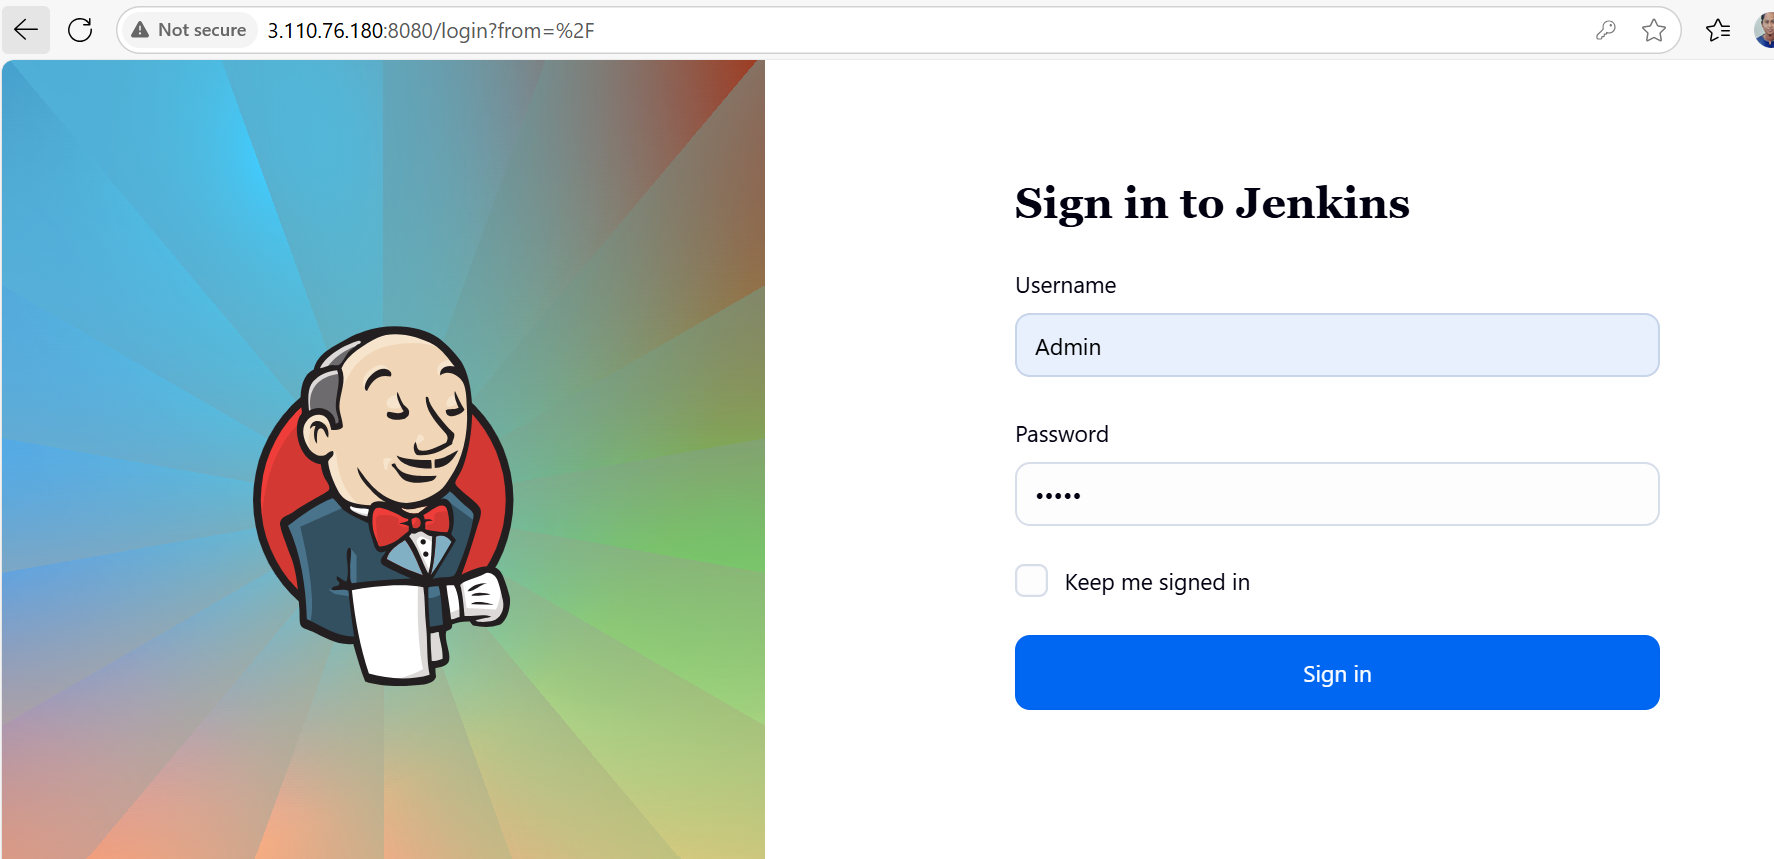 Not secure 3.110.76.180:8080/login?from=%2F
Sign in to Jenkins
Username
Admin
Password
•••••
Keep me signed in
Sign in